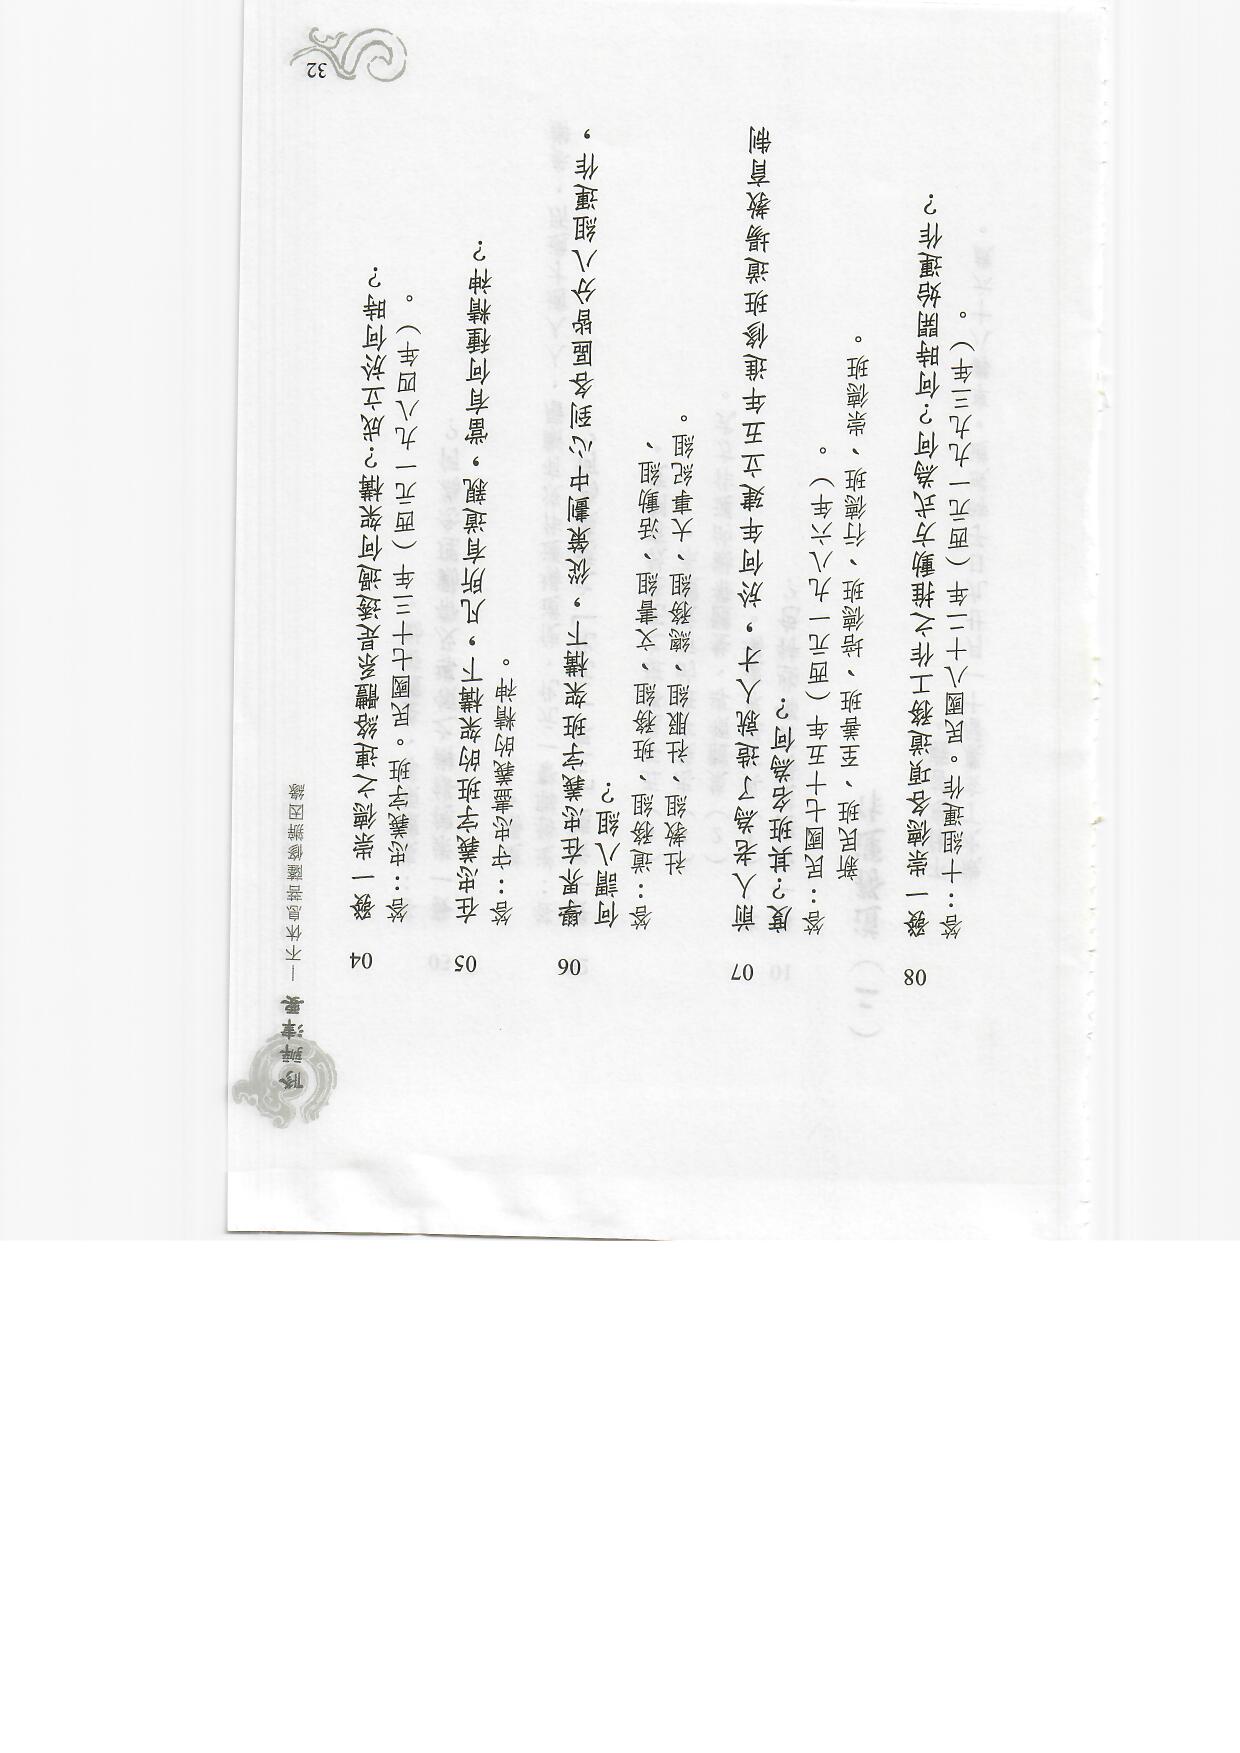 修辦津要
—不休息菩薩修辦因緣
04 發一崇德之連絡體系是透過何架構？成立於何時？
答：忠義字班。民國七十三年（西元一九八四年）。
05 在忠義字班的架構下，凡所有道親，當有何種精神？
答：守忠盡義的精神。
06 學界在忠義字班架構下，從策劃中心到各區皆分八組運作，
何謂八組？
答：道務組、班務組、文書組、活動組、
社教組、社服組、總務組、大事紀組。
07 前人老為了造就人才，於何年建立五年進修班道場教育制
度？其班名為何？
答：民國七十五年（西元一九八六年）。
新民班、至善班、培德班、行德班、崇德班。
08 發一崇德各項道務工作之推動方式為何？何時開始運作？
答：十組運作。民國八十二年（西元一九九三年）。
32